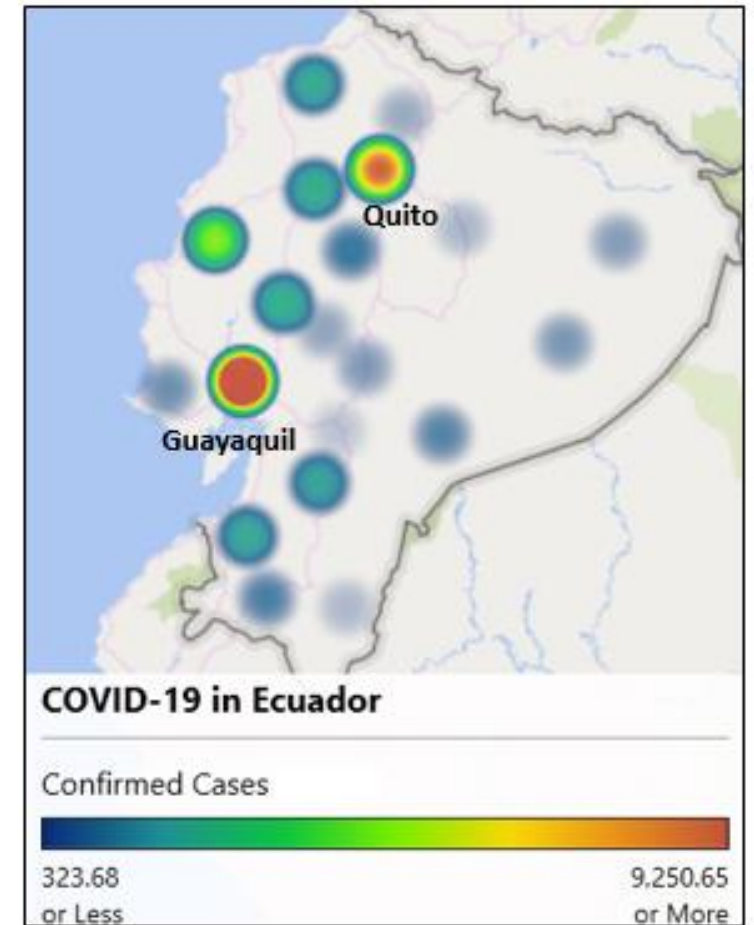 Quito
Guayaquil
COVID-19 in Ecuador
Confirmed Cases
323.68
or Less
9,250.65
or More